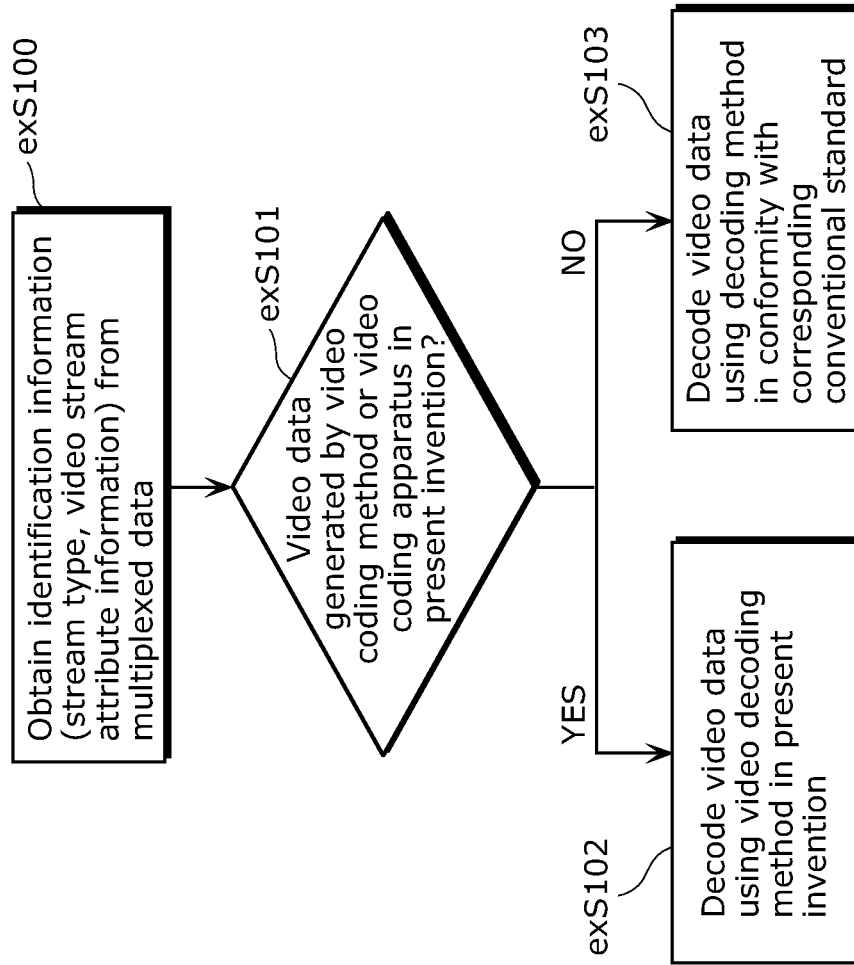 exS100
Obtain identification information
(stream type, video stream
attribute information) from
multiplexed data
exS101
Video data
generated by video
coding method or video
coding apparatus in
present invention?
YES
NO
exS102
Decode video data
using video decoding
method in present
invention
exS103
Decode video data
using decoding method
in conformity with
corresponding
conventional standard